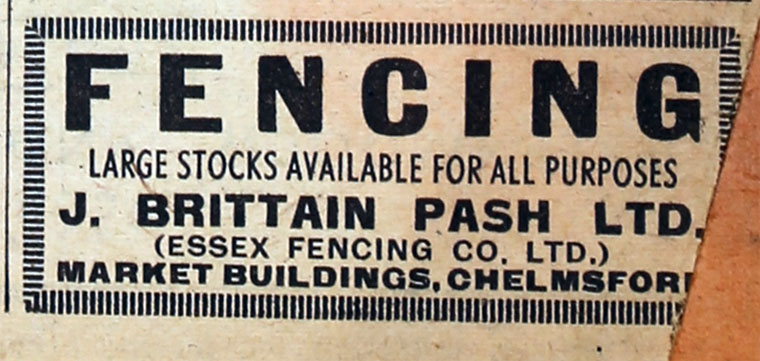 FENCING
LARGE STOCKS AVAILABLE FOR ALL PURPOSES
J. BRITTAIN PASH LTD.
(ESSEX FENCING CO. LTD.)
MARKET BUILDINGS, CHELMSFOR